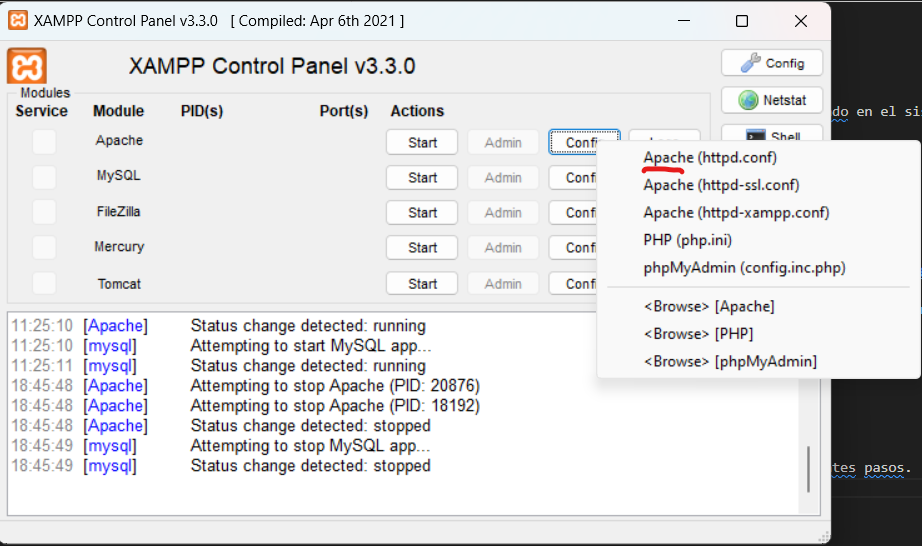 XAMPP Control Panel v3.3.0 [ Compiled: Apr 6th 2021 ]
XAMPP Control Panel v3.3.0
Config
Netstat
Shell
Modules
Service Module PID(s) Port(s) Actions
Apache Start Admin Config Logs
MySQL Start Admin Config
FileZilla Start Admin Config
Mercury Start Admin Config
Tomcat Start Admin Config
Apache (httpd.conf)
Apache (httpd-ssl.conf)
Apache (httpd-xampp.conf)
PHP (php.ini)
phpMyAdmin (config.inc.php)
<Browse> [Apache]
<Browse> [PHP]
<Browse> [phpMyAdmin]
11:25:10 [Apache] Status change detected: running
11:25:10 [mysql] Attempting to start MySQL app...
11:25:11 [mysql] Status change detected: running
18:45:48 [Apache] Attempting to stop Apache (PID: 20876)
18:45:48 [Apache] Attempting to stop Apache (PID: 18192)
18:45:48 [Apache] Status change detected: stopped
18:45:49 [mysql] Attempting to stop MySQL app...
18:45:49 [mysql] Status change detected: stopped
do en el sis
tes pasos.